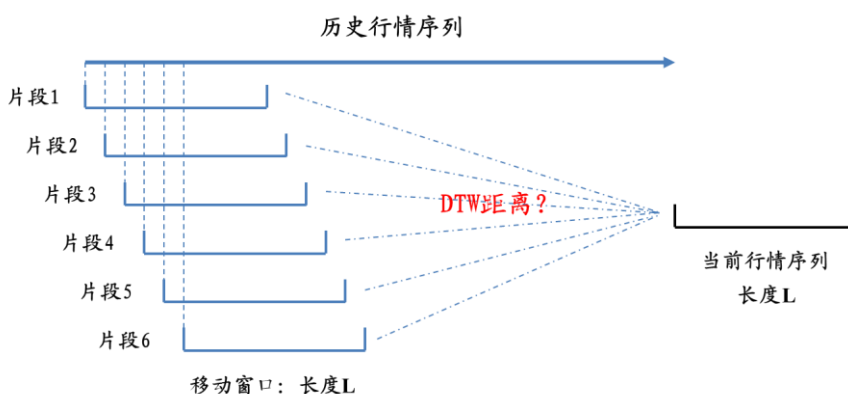 历史行情序列
片段1
片段2
片段3
DTW距离？
片段4
片段5
片段6
当前行情序列
长度L
移动窗口：长度L